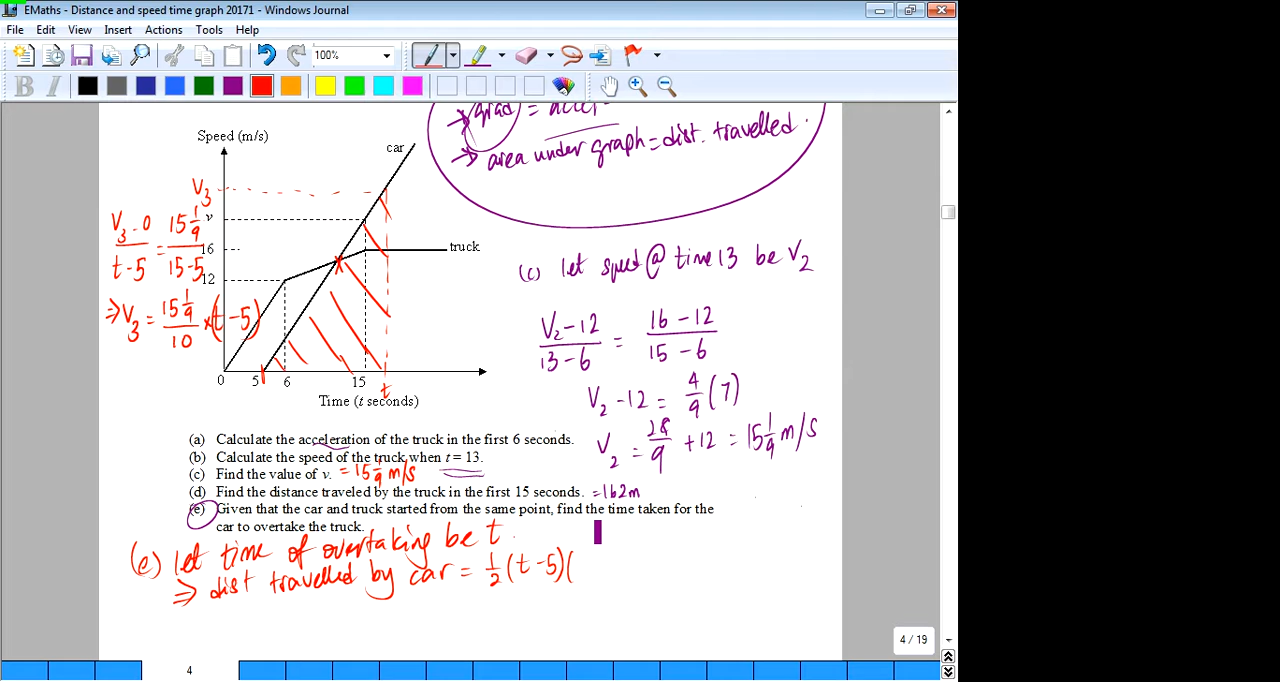 EMaths - Distance and speed time graph 20171 - Windows Journal
File Edit View Insert Actions Tools Help
100%
B I
→ grad = accel
→ area under graph = dist. travelled.
Speed (m/s)
car
V₃
v
16
truck
12
0 5 6 15 t
Time (t seconds)
(V₃ - 0)/(t - 5) = 15 1/9/(15 - 5)
⇒ V₃ = 15 1/9/10 × (t - 5)
(c) let speed @ time 13 be V₂
(V₂ - 12)/(13 - 6) = (16 - 12)/(15 - 6)
V₂ - 12 = 4/9 (7)
V₂ = 28/9 + 12 = 15 1/9 m/s
(a) Calculate the acceleration of the truck in the first 6 seconds.
(b) Calculate the speed of the truck when t = 13.
(c) Find the value of v. = 15 1/9 m/s
(d) Find the distance traveled by the truck in the first 15 seconds. = 162m
(e) Given that the car and truck started from the same point, find the time taken for the
car to overtake the truck.
(e) let time of overtaking be t.
⇒ dist travelled by car = 1/2 (t - 5)(
4 / 19
4